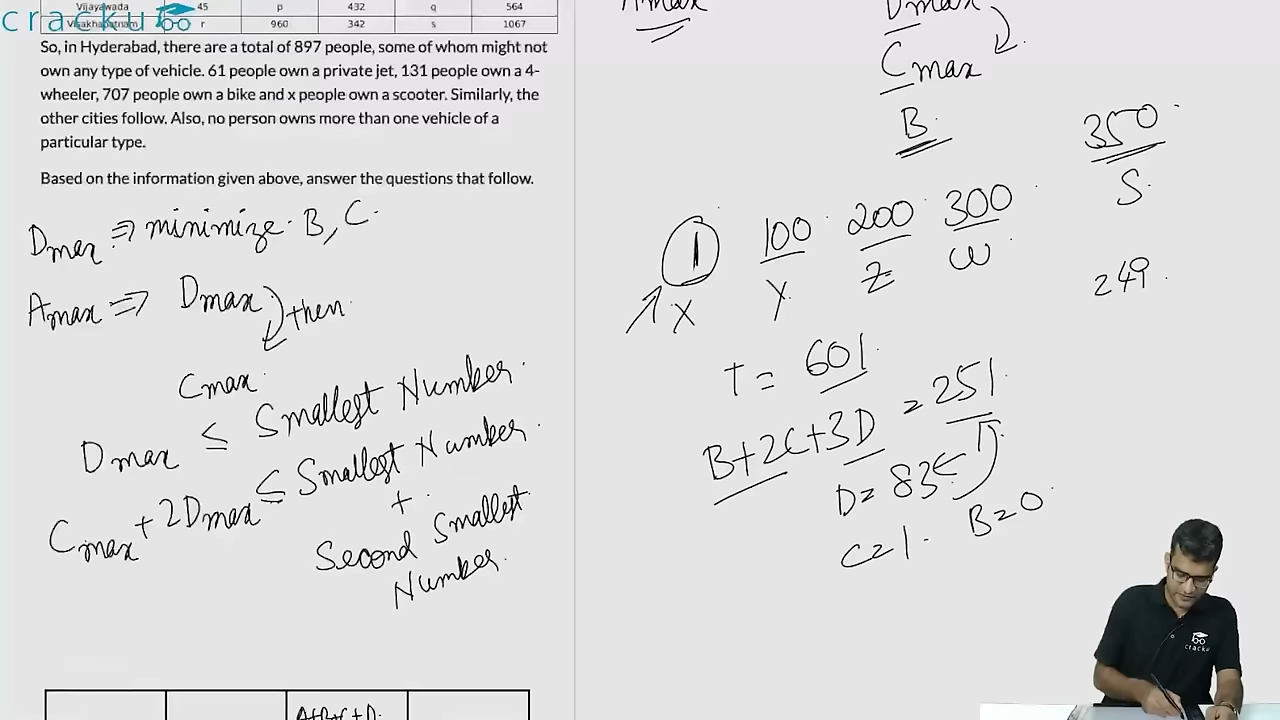 cracku
Vijayawada 45 p 432 q 564
Visakhapatnam r 960 342 s 1067
So, in Hyderabad, there are a total of 897 people, some of whom might not
own any type of vehicle. 61 people own a private jet, 131 people own a 4-
wheeler, 707 people own a bike and x people own a scooter. Similarly, the
other cities follow. Also, no person owns more than one vehicle of a
particular type.
Based on the information given above, answer the questions that follow.
Dmax => minimize B, C.
Amax => Dmax
then
Cmax.
Dmax ≤ Smallest Number.
Cmax + 2Dmax ≤ Smallest Number
+
Second Smallest
Number.
A+B+C+D
Amax Dmax
Cmax
B.
1 100 200 300 350
X Y. Z W S.
249.
T = 601.
B+2C+3D = 251
D = 83
C=1. B=0
cracku